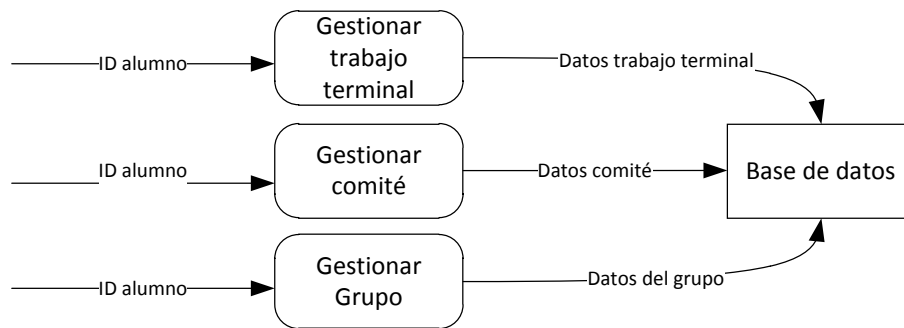 ID alumno
Gestionar
trabajo
terminal
Datos trabajo terminal
ID alumno
Gestionar
comité
Datos comité
Base de datos
ID alumno
Gestionar
Grupo
Datos del grupo